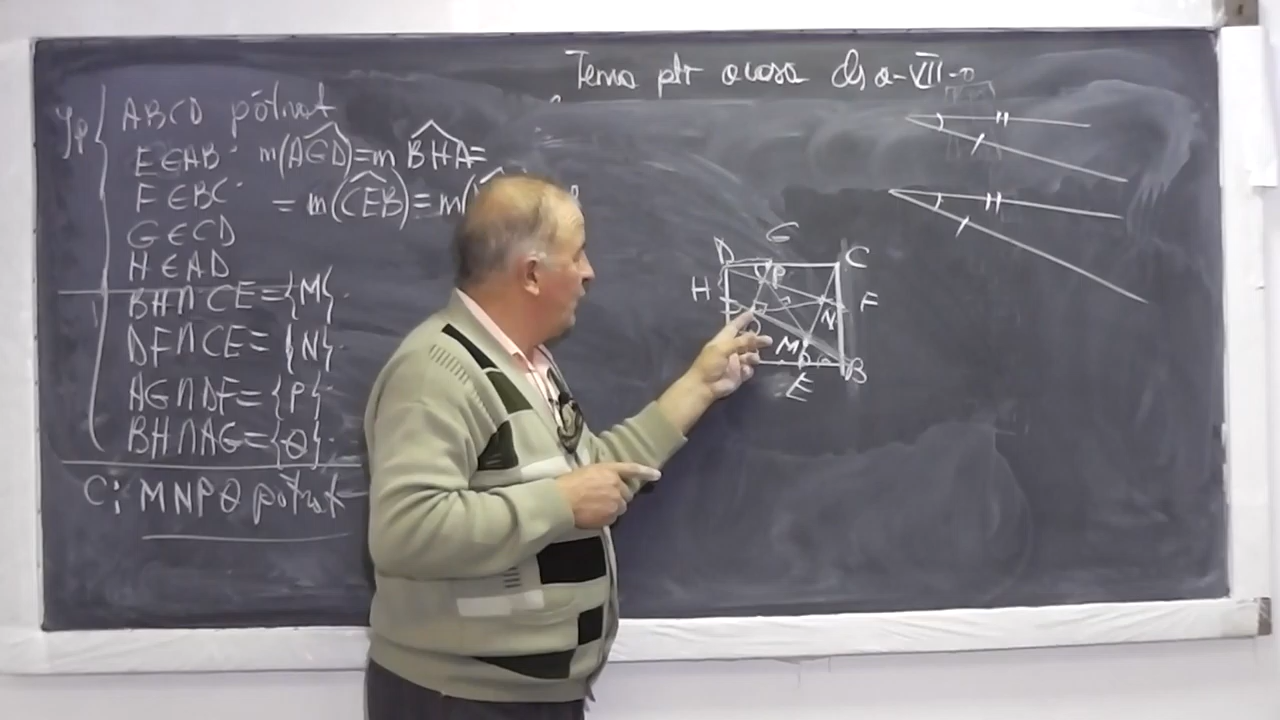 Tema ptr acasa cls a-VII-a
Ip ABCD pătrat
E∈AB m(AGD)=m BHA=
F∈BC = m(CEB)=m(
G∈CD
H∈AD
BH∩CE={M}
DF∩CE={N}
AG∩DF={P}
BH∩AG={Q}
C: MNPQ pătrat
G
D P C
H F
Q N
M B
E